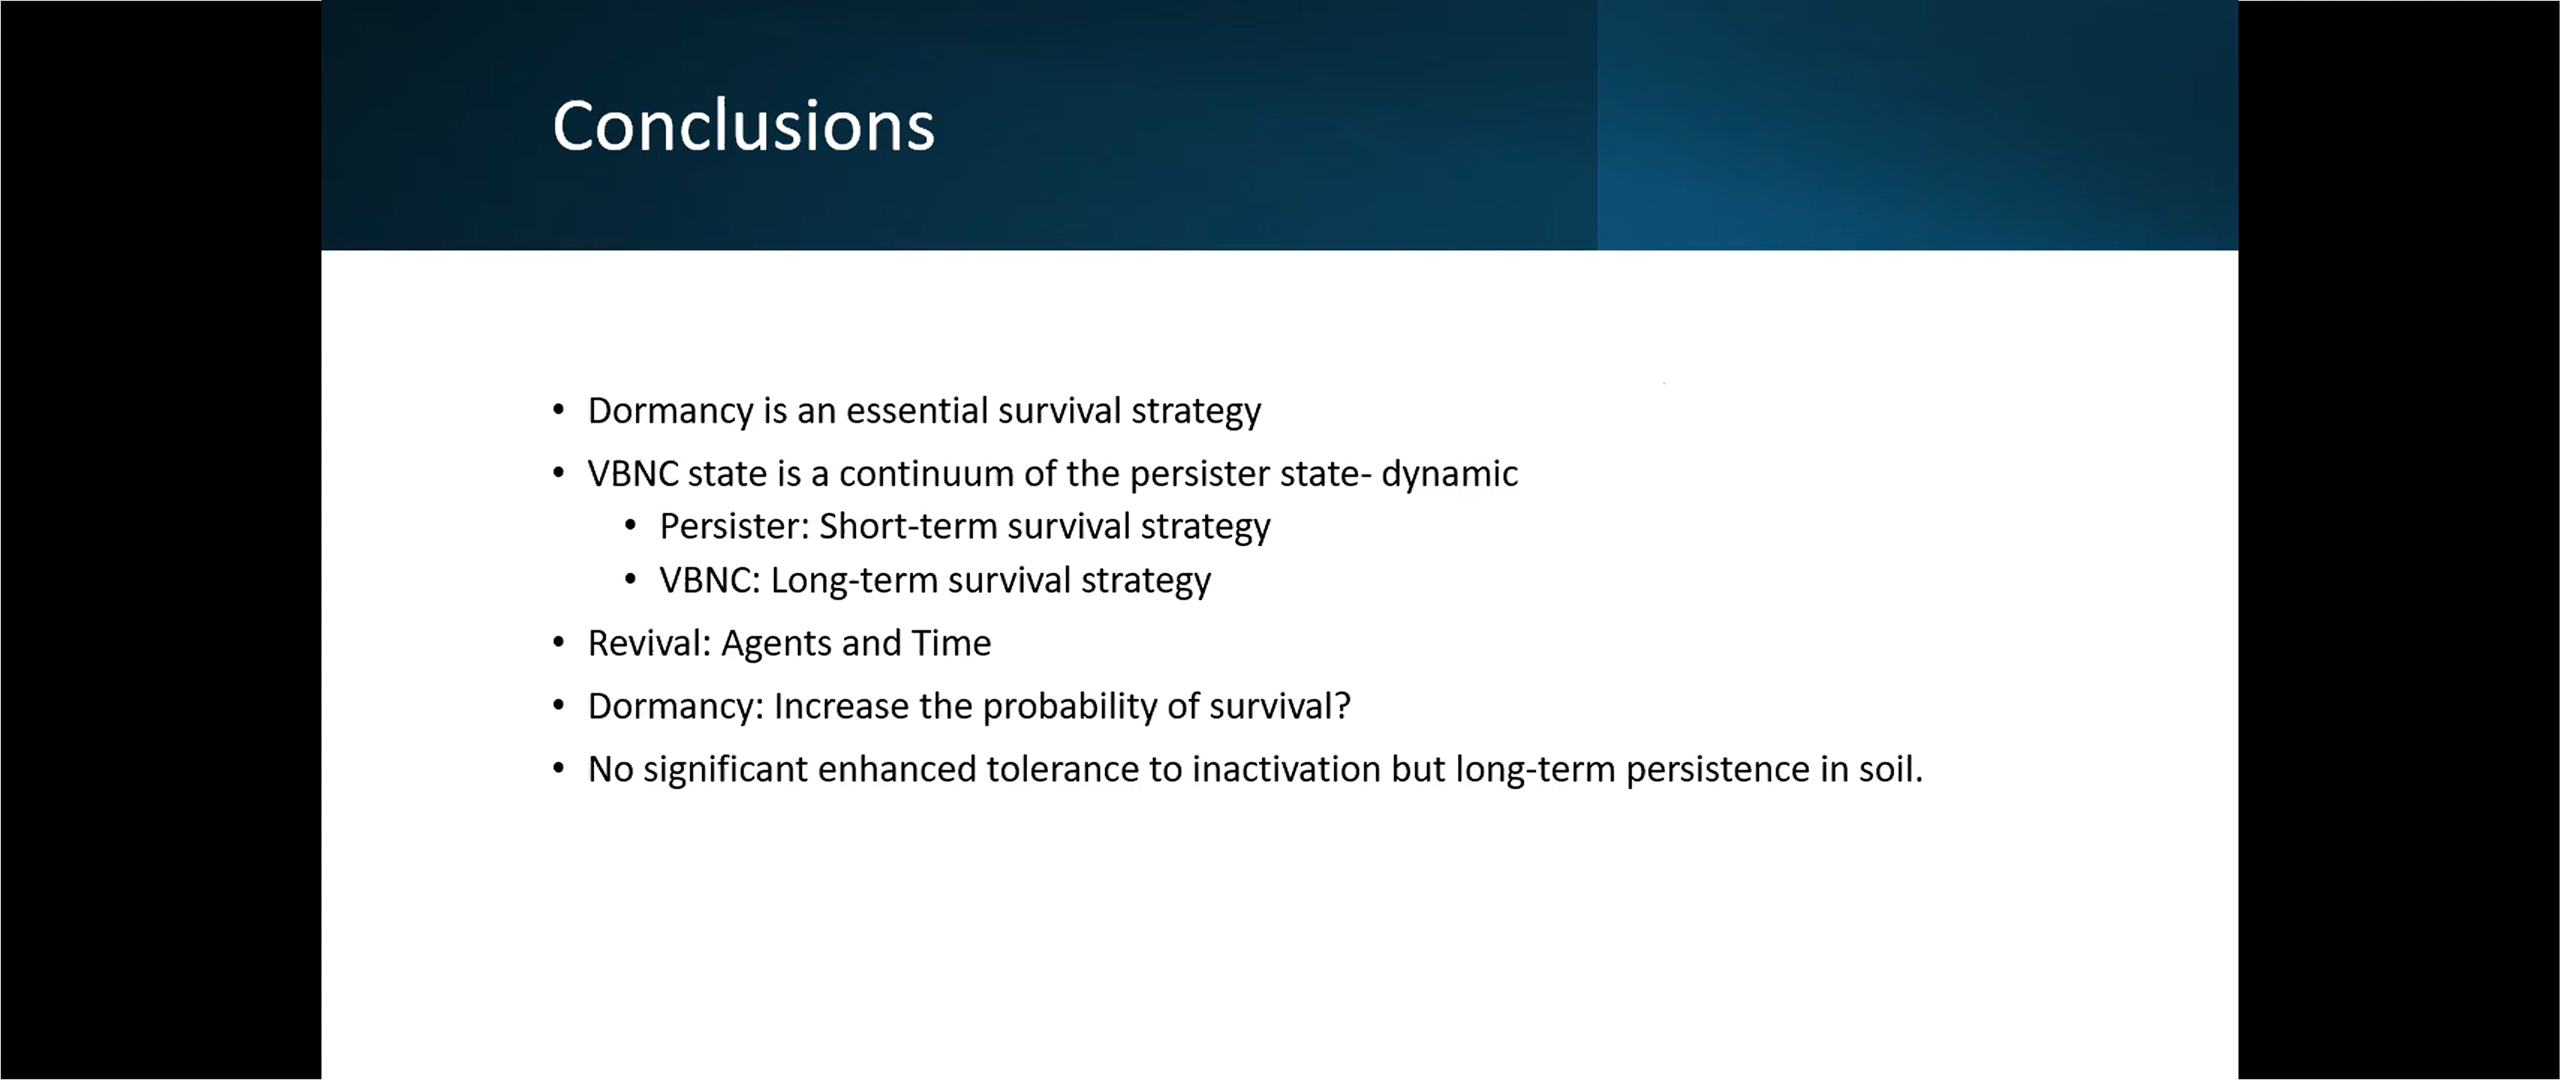 Conclusions
• Dormancy is an essential survival strategy
• VBNC state is a continuum of the persister state- dynamic
• Persister: Short-term survival strategy
• VBNC: Long-term survival strategy
• Revival: Agents and Time
• Dormancy: Increase the probability of survival?
• No significant enhanced tolerance to inactivation but long-term persistence in soil.